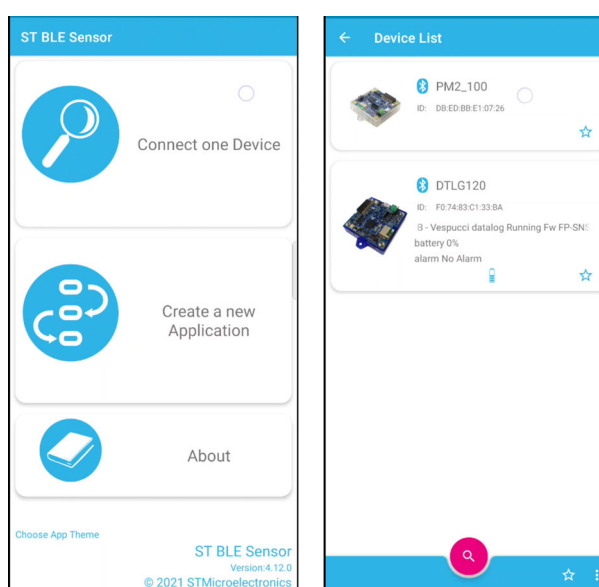 ST BLE Sensor
Connect one Device
Create a new
Application
About
Choose App Theme
ST BLE Sensor
Version:4.12.0
© 2021 STMicroelectronics
Device List
PM2_100
ID: DB:ED:BB:E1:07:26
DTLG120
ID: F0:74:83:C1:33:BA
B - Vespucci datalog Running Fw FP-SNS
battery 0%
alarm No Alarm